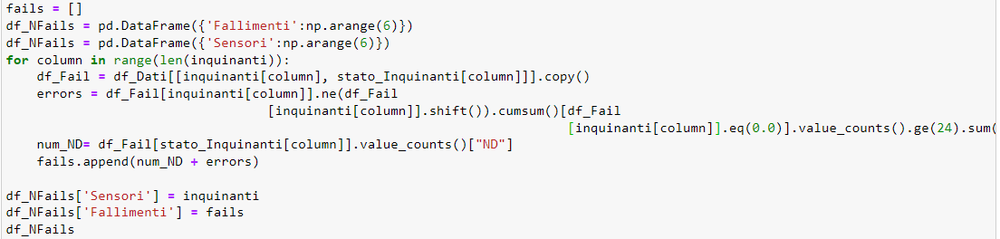 fails = []
df_NFails = pd.DataFrame({'Fallimenti':np.arange(6)})
df_NFails = pd.DataFrame({'Sensori':np.arange(6)})
for column in range(len(inquinanti)):
    df_Fail = df_Dati[[inquinanti[column], stato_Inquinanti[column]]].copy()
    errors = df_Fail[inquinanti[column]].ne(df_Fail
                                    [inquinanti[column]].shift()).cumsum()[df_Fail
                                                                             [inquinanti[column]].eq(0.0)].value_counts().ge(24).sum(
    num_ND= df_Fail[stato_Inquinanti[column]].value_counts()["ND"]
    fails.append(num_ND + errors)

df_NFails['Sensori'] = inquinanti
df_NFails['Fallimenti'] = fails
df_NFails